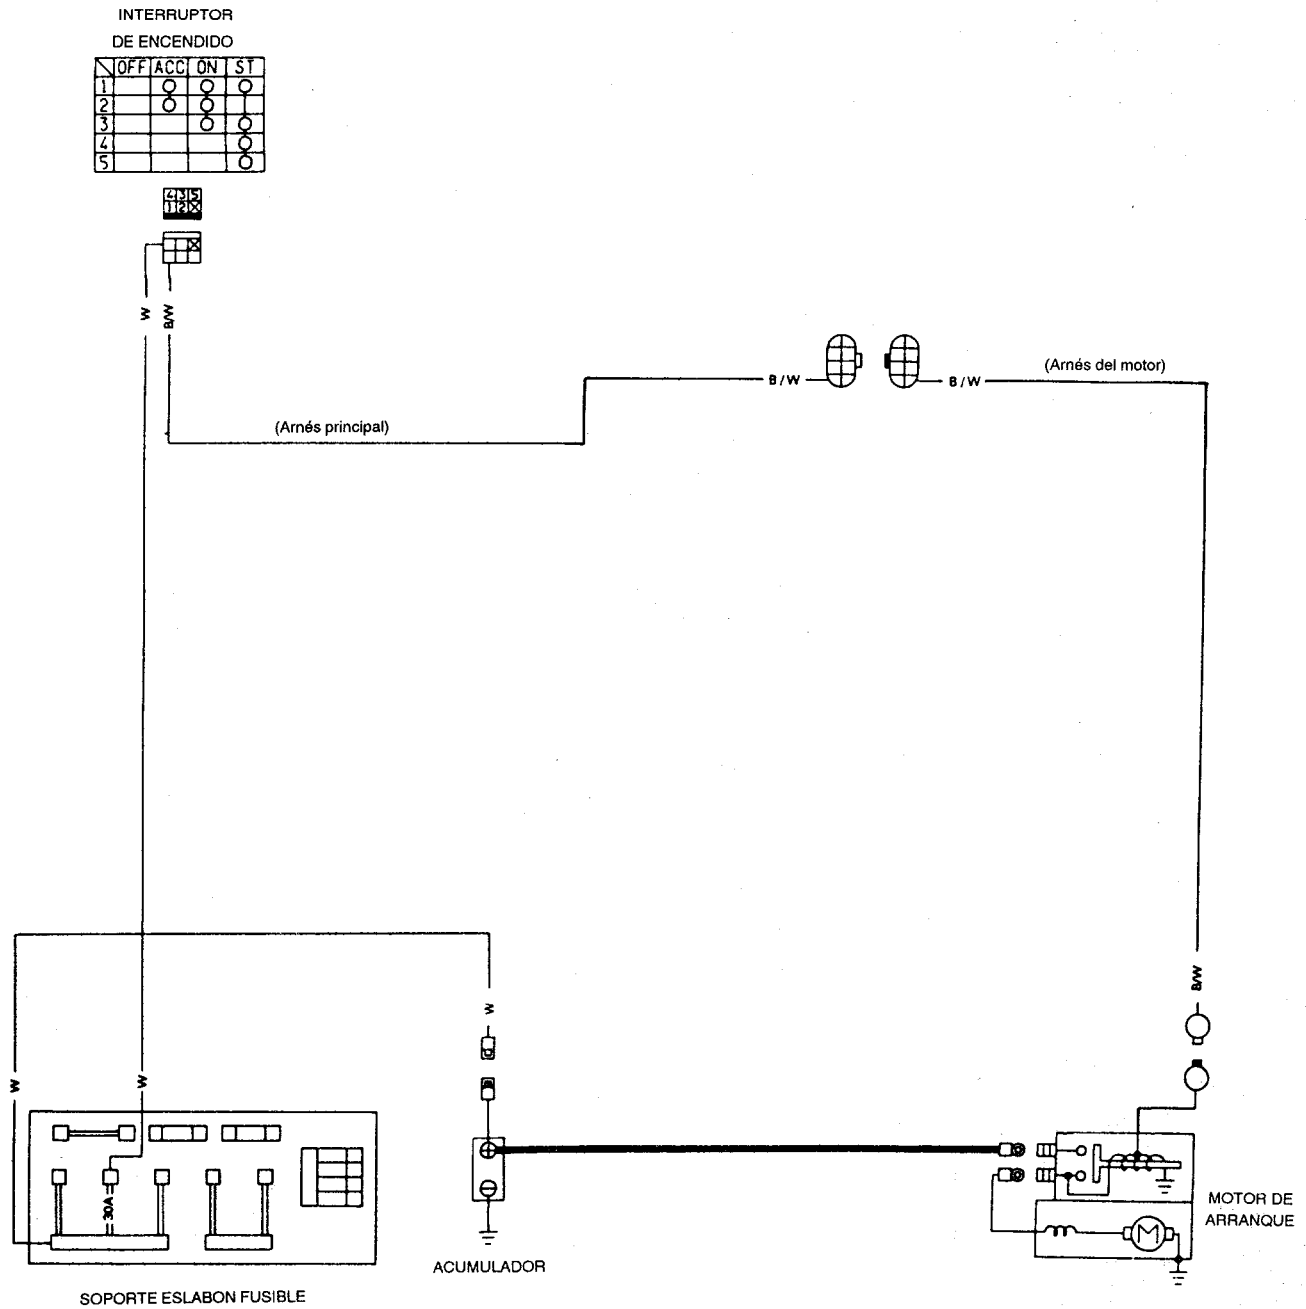 INTERRUPTOR
DE ENCENDIDO
OFF ACC ON ST
1
2
3
4
5
4 3 5
1 2
W
B/W
(Arnés principal)
B/W
B/W
(Arnés del motor)
B/W
W
W
W
30A
SOPORTE ESLABON FUSIBLE
ACUMULADOR
M
MOTOR DE
ARRANQUE